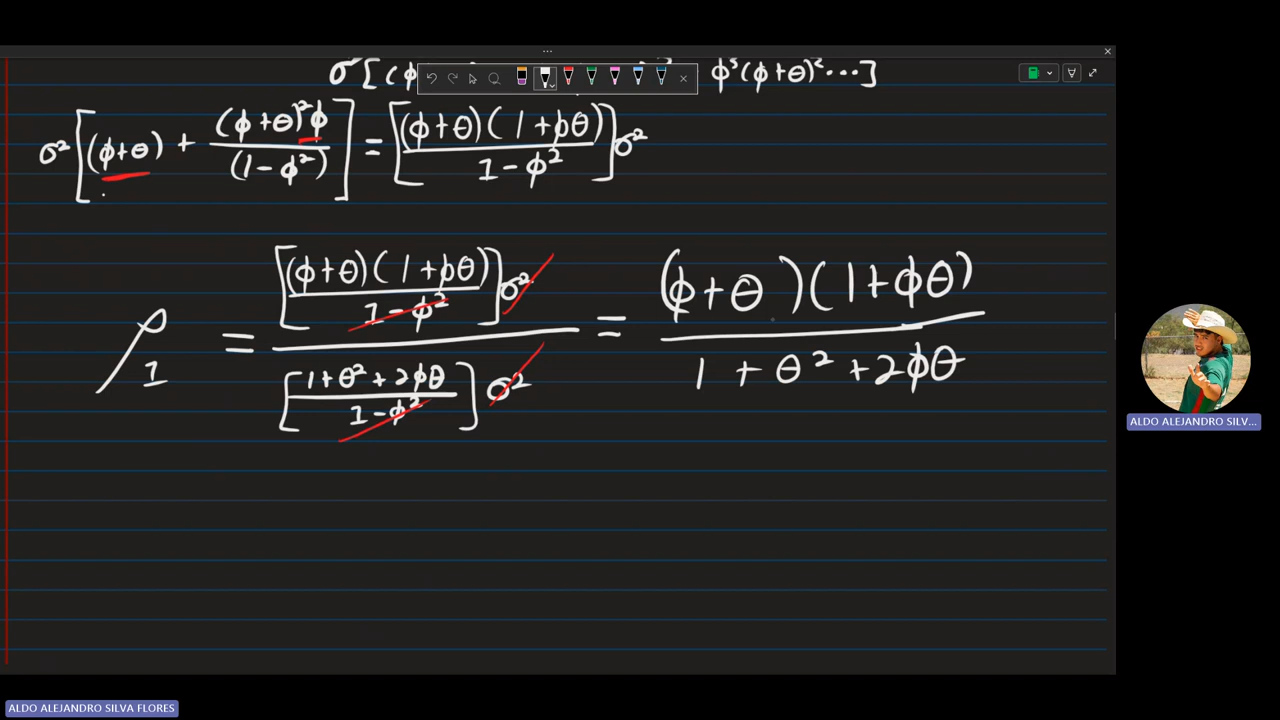 σ²[(φ+θ) + (φ+θ)²φ/(1-φ²)] = [(φ+θ)(1+φθ)/1-φ²]σ²
φ³(φ+θ)²···]
ρ₁ = [(φ+θ)(1+φθ)/1-φ²]σ² / [1+θ²+2φθ/1-φ²]σ² = (φ+θ)(1+φθ) / 1+θ²+2φθ
ALDO ALEJANDRO SILV...
ALDO ALEJANDRO SILVA FLORES